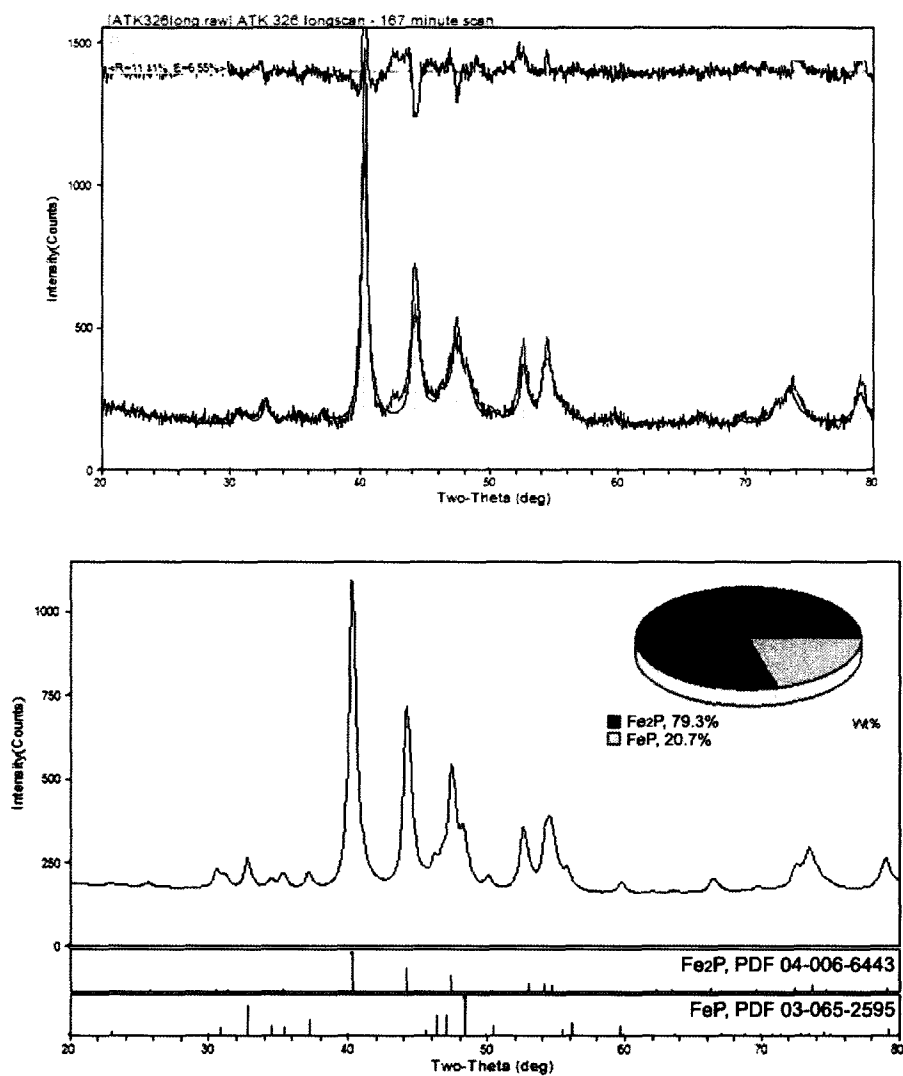 [ATK326long.raw] ATK 326 longscan - 167 minute scan
1500
1000
500
0
Intensity(Counts)
20 30 40 50 60 70 80
Two-Theta (deg)
1000
750
500
250
0
Intensity(Counts)
Fe2P, 79.3%
FeP, 20.7%
Wt%
Fe2P, PDF 04-006-6443
FeP, PDF 03-065-2595
20 30 40 50 60 70 80
Two-Theta (deg)